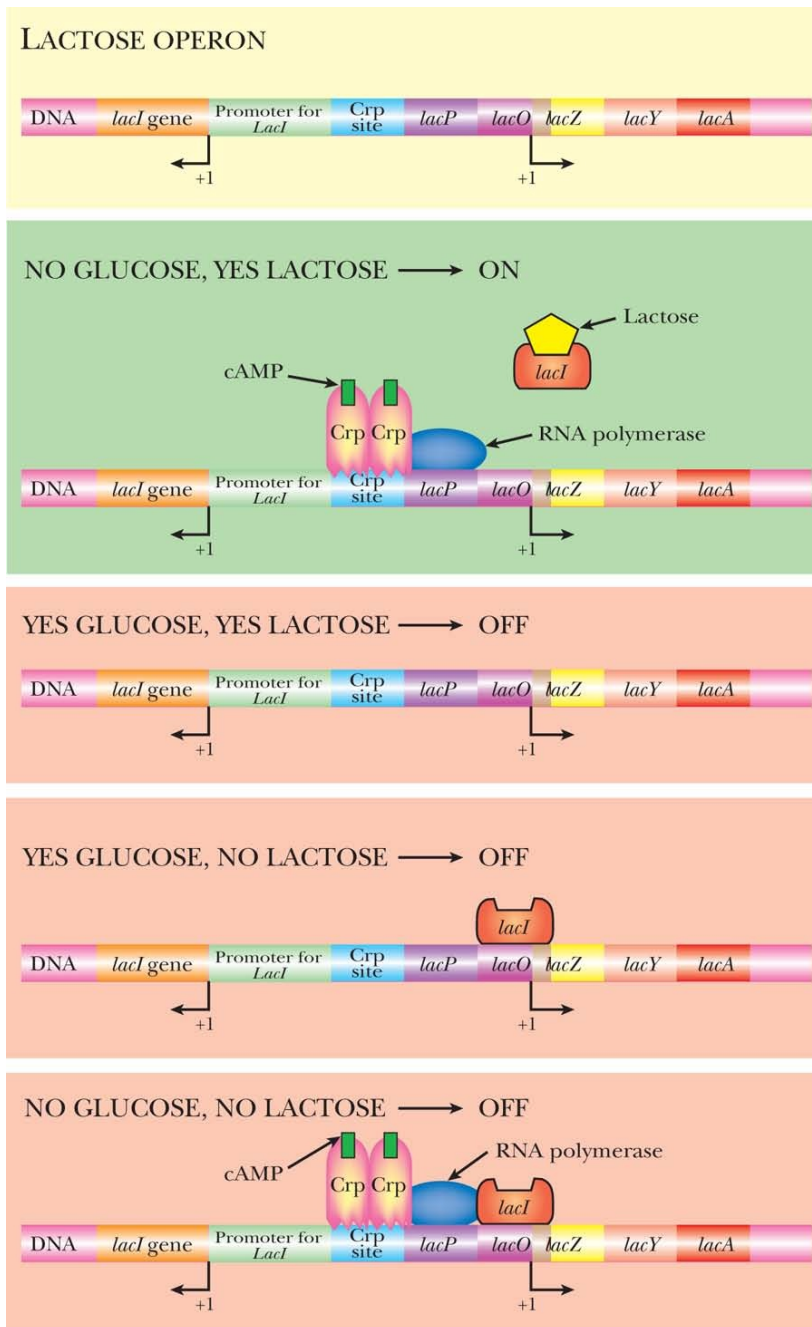 LACTOSE OPERON
DNA lacI gene Promoter for LacI Crp site lacP lacO lacZ lacY lacA
+1 +1
NO GLUCOSE, YES LACTOSE ON
Lactose
lacI
cAMP
Crp Crp
RNA polymerase
DNA lacI gene Promoter for LacI Crp site lacP lacO lacZ lacY lacA
+1 +1
YES GLUCOSE, YES LACTOSE OFF
DNA lacI gene Promoter for LacI Crp site lacP lacO lacZ lacY lacA
+1 +1
YES GLUCOSE, NO LACTOSE OFF
lacI
DNA lacI gene Promoter for LacI Crp site lacP lacO lacZ lacY lacA
+1 +1
NO GLUCOSE, NO LACTOSE OFF
RNA polymerase
cAMP
Crp Crp
lacI
DNA lacI gene Promoter for LacI Crp site lacP lacO lacZ lacY lacA
+1 +1